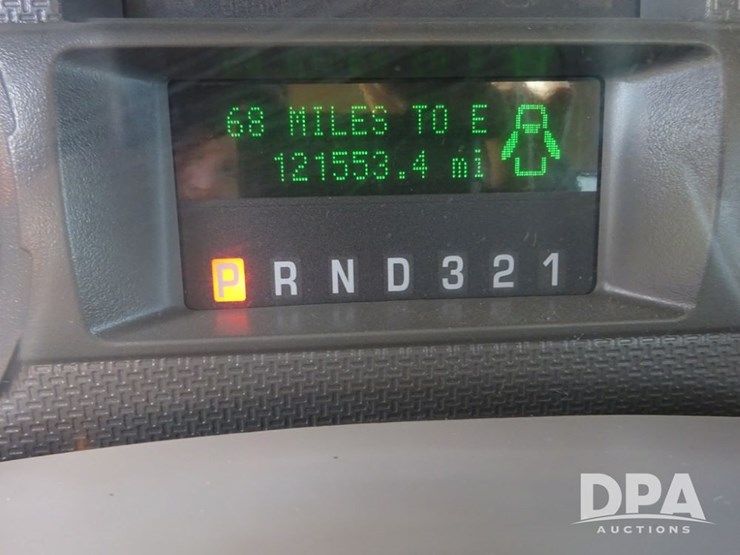 68 MILES TO E
121553.4 mi
P R N D 3 2 1
DPA
AUCTIONS